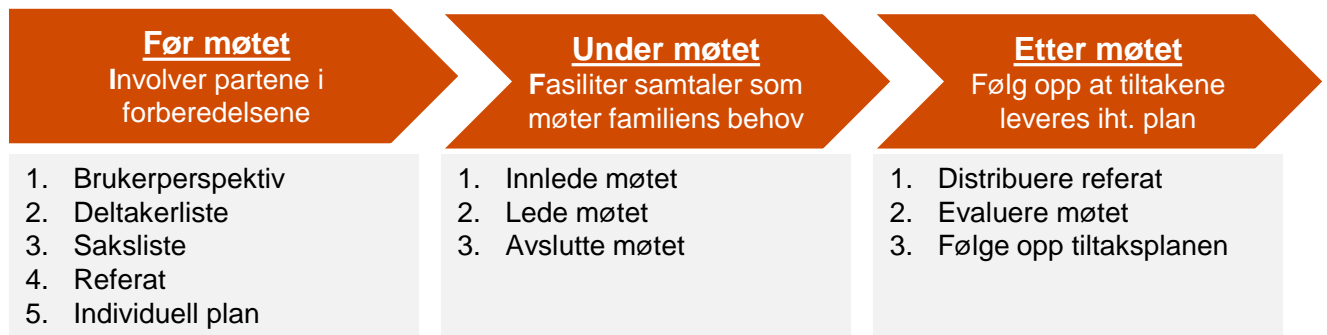 Før møtet
Involver partene i
forberedelsene
1. Brukerperspektiv
2. Deltakerliste
3. Saksliste
4. Referat
5. Individuell plan
Under møtet
Fasiliter samtaler som
møter familiens behov
1. Innlede møtet
2. Lede møtet
3. Avslutte møtet
Etter møtet
Følg opp at tiltakene
leveres iht. plan
1. Distribuere referat
2. Evaluere møtet
3. Følge opp tiltaksplanen